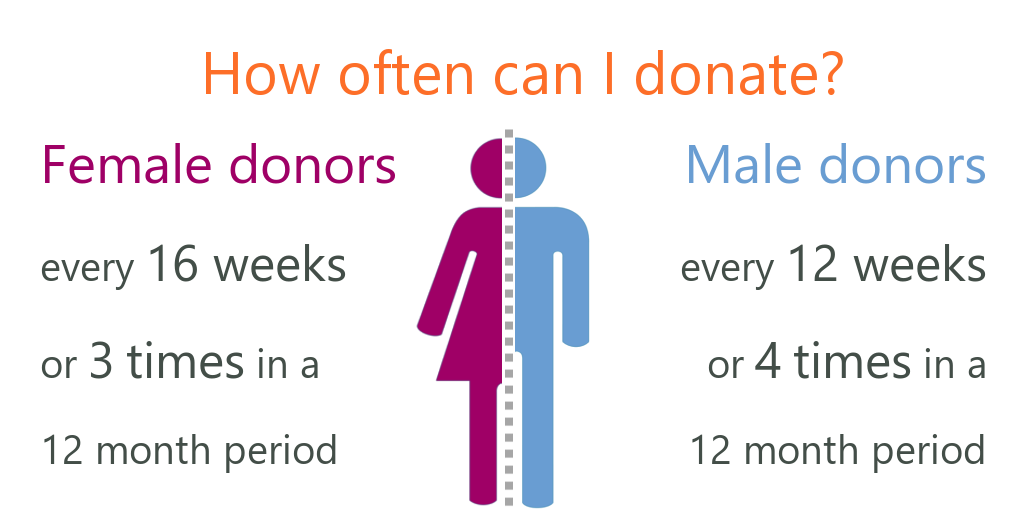 How often can I donate?
Female donors
every 16 weeks
or 3 times in a
12 month period
Male donors
every 12 weeks
or 4 times in a
12 month period